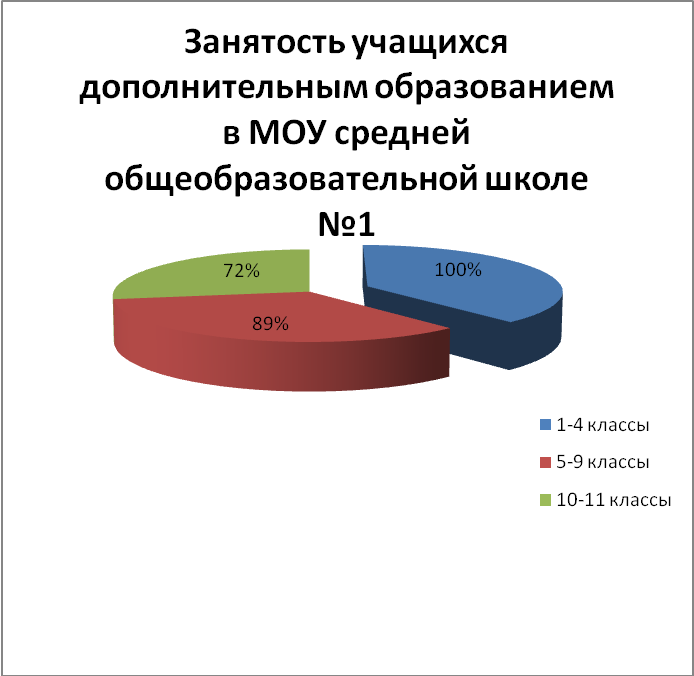 Занятость учащихся
дополнительным образованием
в МОУ средней
общеобразовательной школе
№1
72%
100%
89%
1-4 классы
5-9 классы
10-11 классы